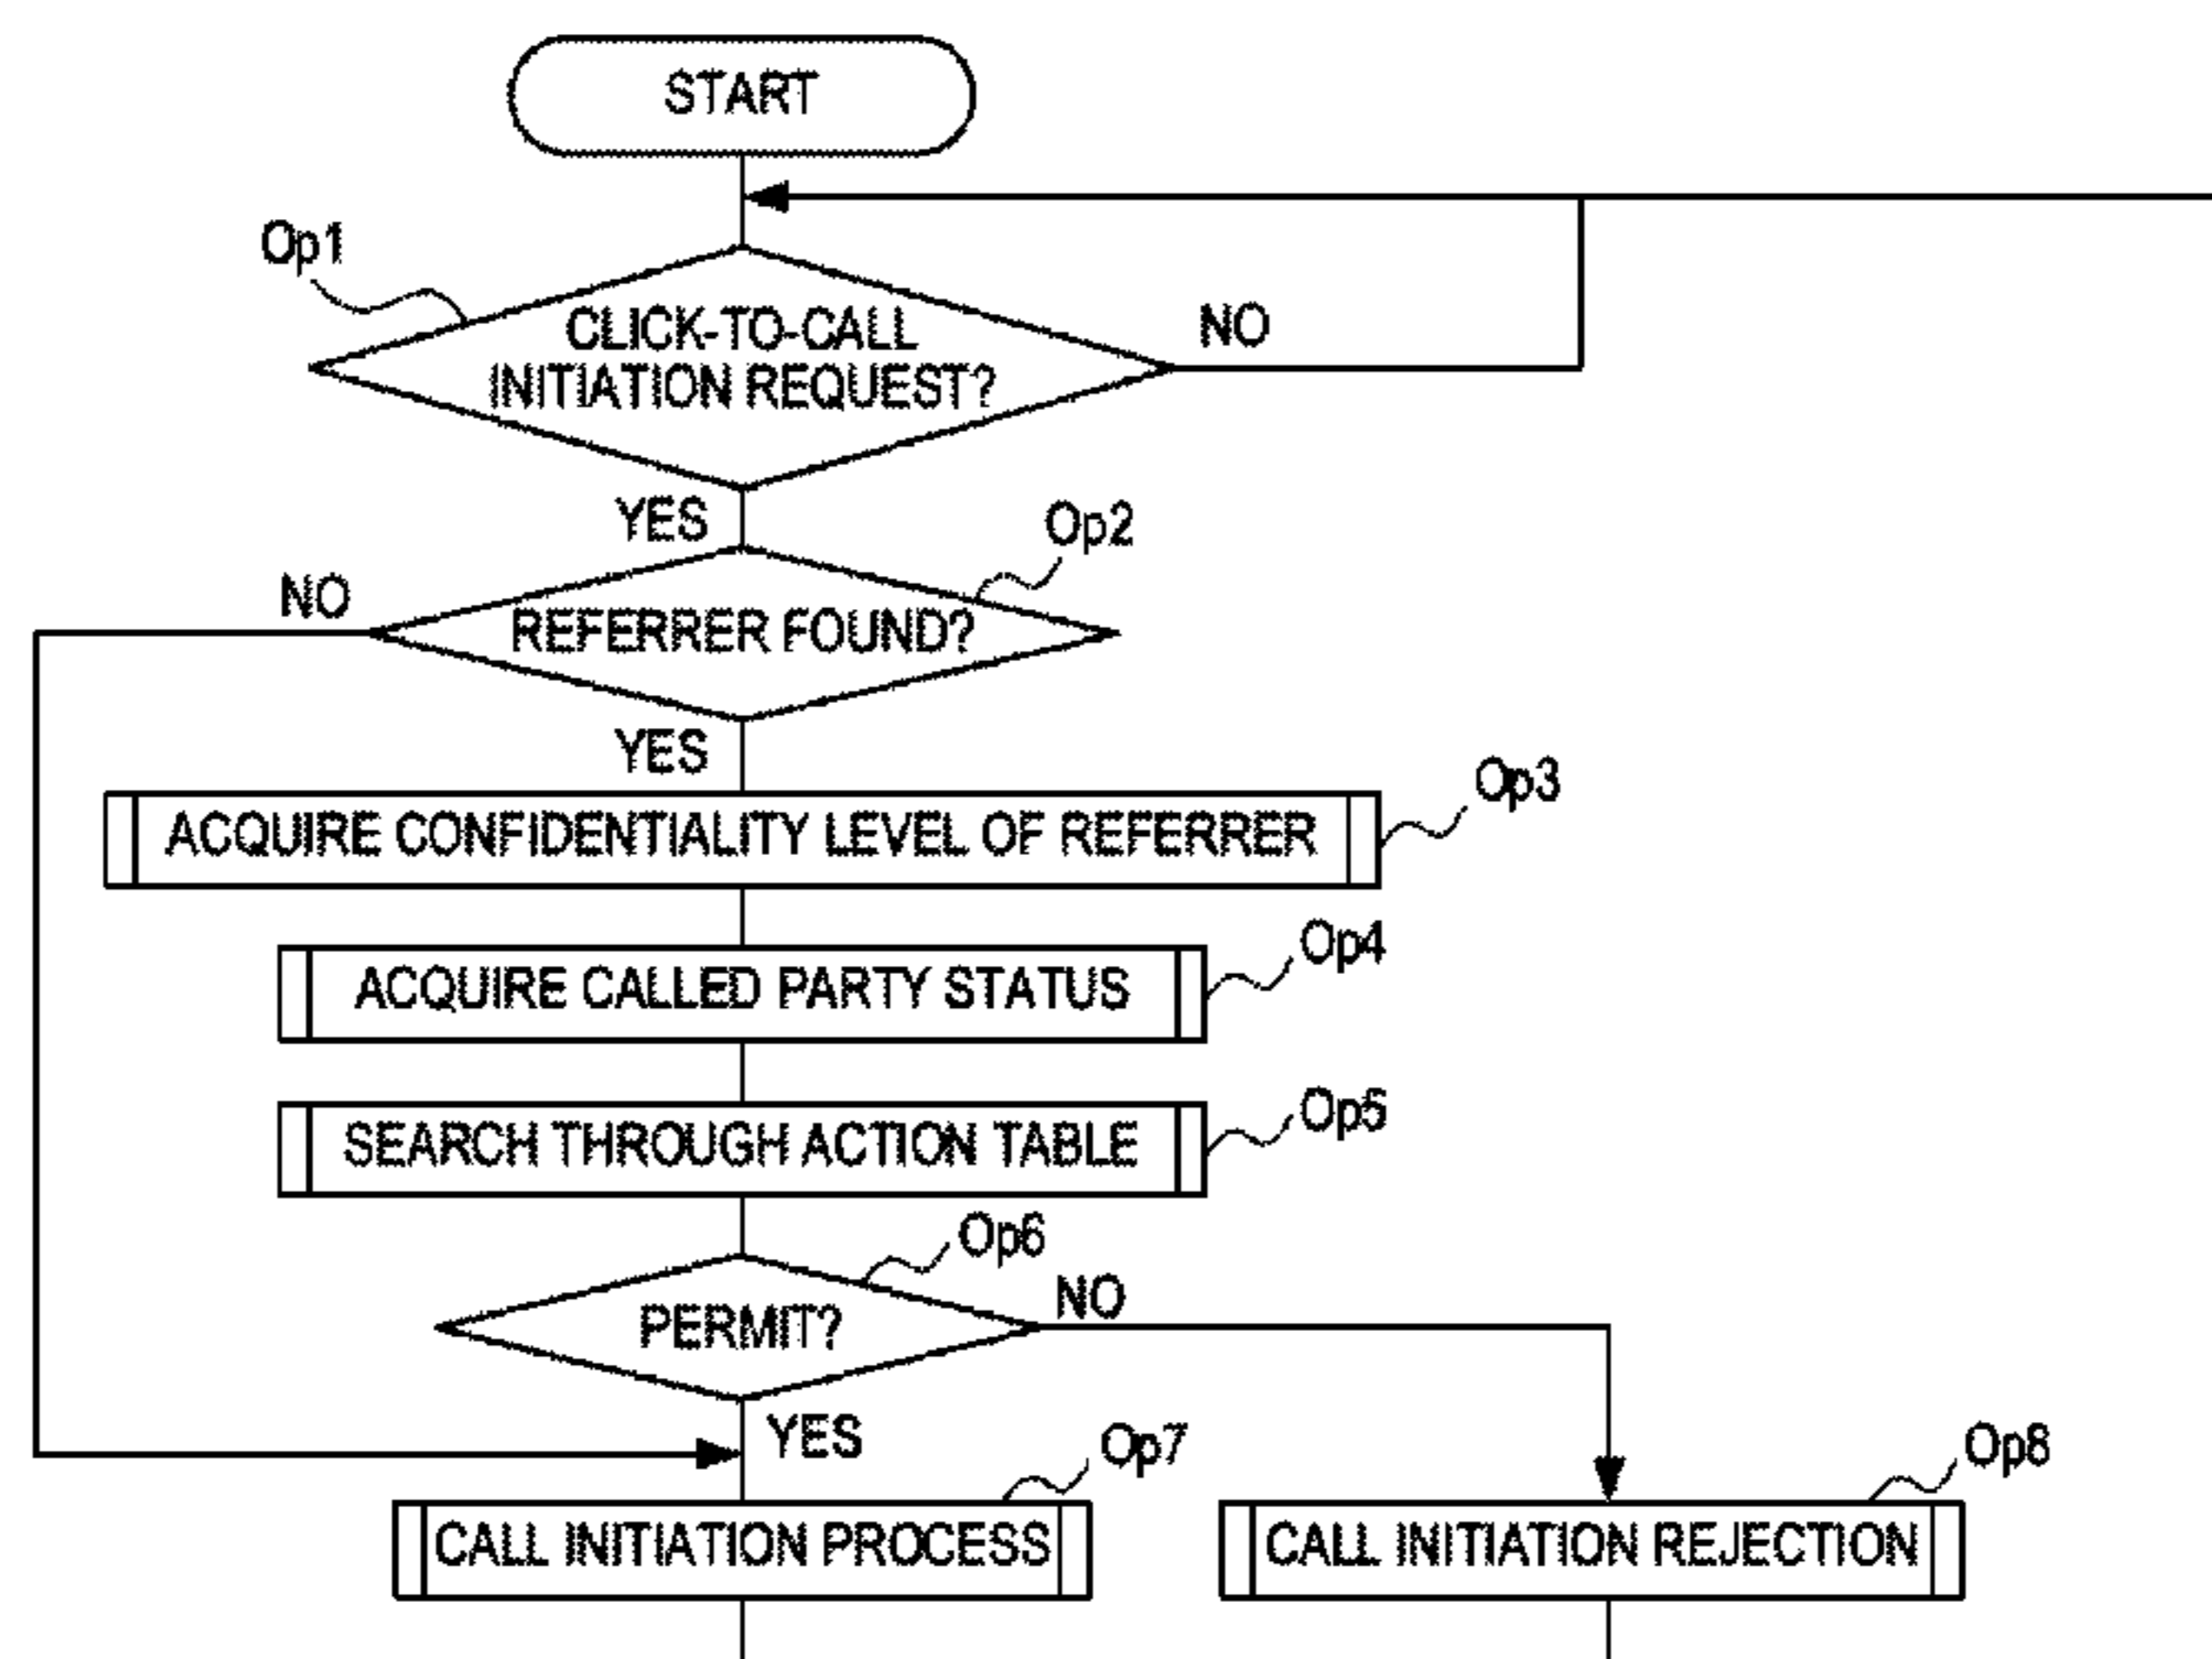 START
Op1
CLICK-TO-CALL
INITIATION REQUEST?
NO
YES
Op2
NO
REFERRER FOUND?
YES
Op3
ACQUIRE CONFIDENTIALITY LEVEL OF REFERRER
Op4
ACQUIRE CALLED PARTY STATUS
Op5
SEARCH THROUGH ACTION TABLE
Op6
PERMIT?
NO
YES
Op7
CALL INITIATION PROCESS
Op8
CALL INITIATION REJECTION